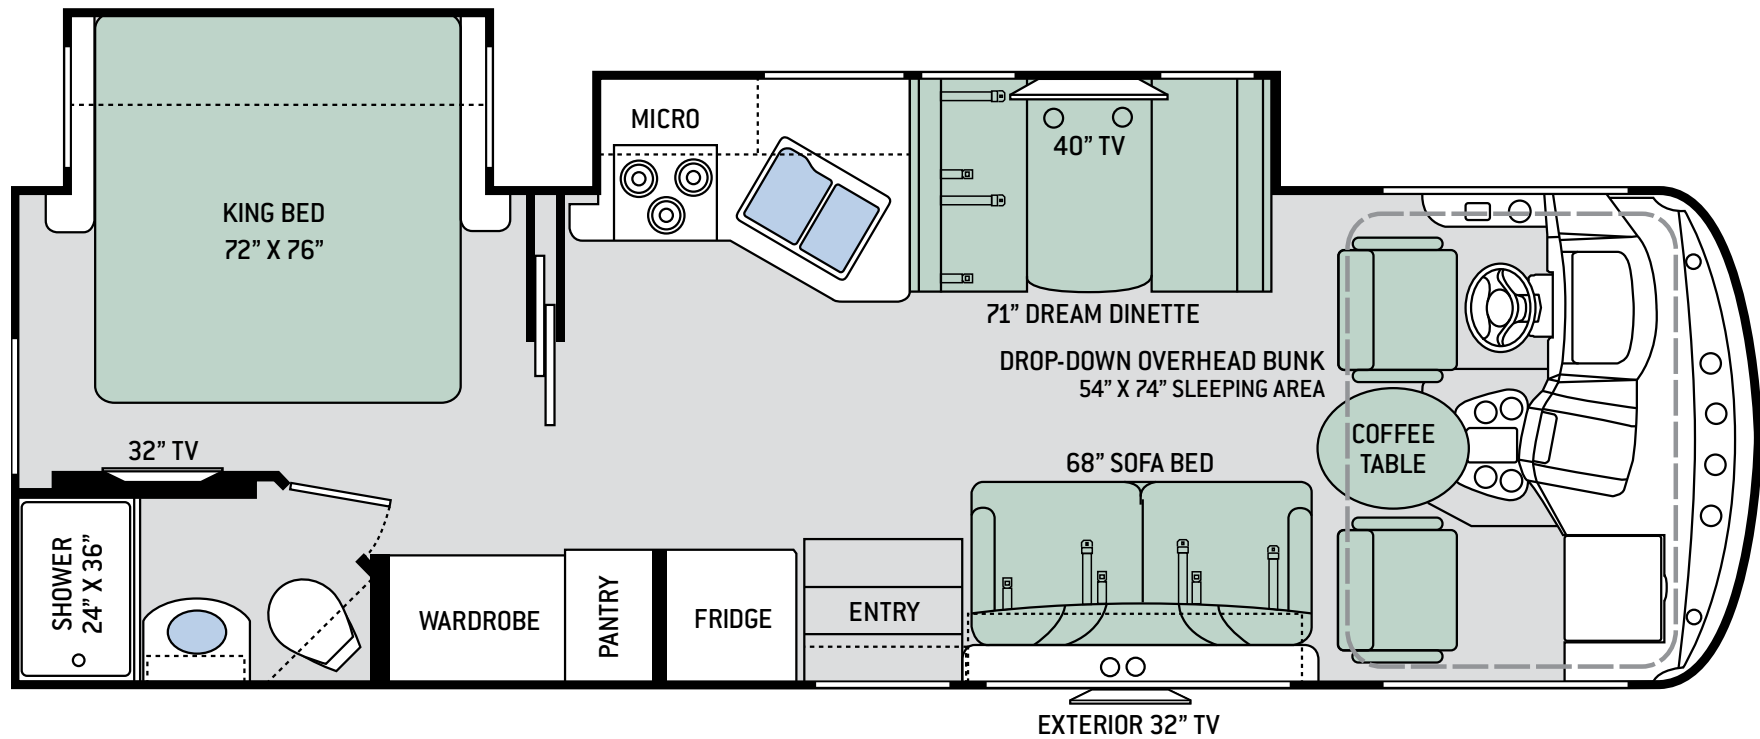 MICRO
40” TV
KING BED
72” X 76”
71” DREAM DINETTE
DROP-DOWN OVERHEAD BUNK
54” X 74” SLEEPING AREA
COFFEE
TABLE
32” TV
68” SOFA BED
SHOWER
24” X 36”
WARDROBE
PANTRY
FRIDGE
ENTRY
EXTERIOR 32” TV